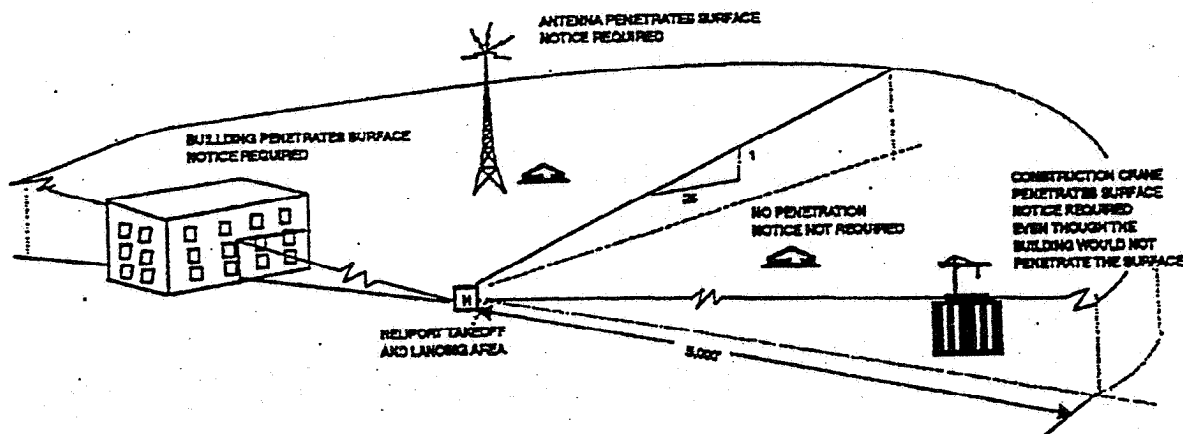 ANTENNA PENETRATES SURFACE
NOTICE REQUIRED
BUILDING PENETRATES SURFACE
NOTICE REQUIRED
1
25
CONSTRUCTION CRANE
PENETRATES SURFACE
NOTICE REQUIRED
EVEN THOUGH THE
BUILDING WOULD NOT
PENETRATE THE SURFACE
NO PENETRATION
NOTICE NOT REQUIRED
H
HELIPORT TAKEOFF
AND LANDING AREA
5,000'